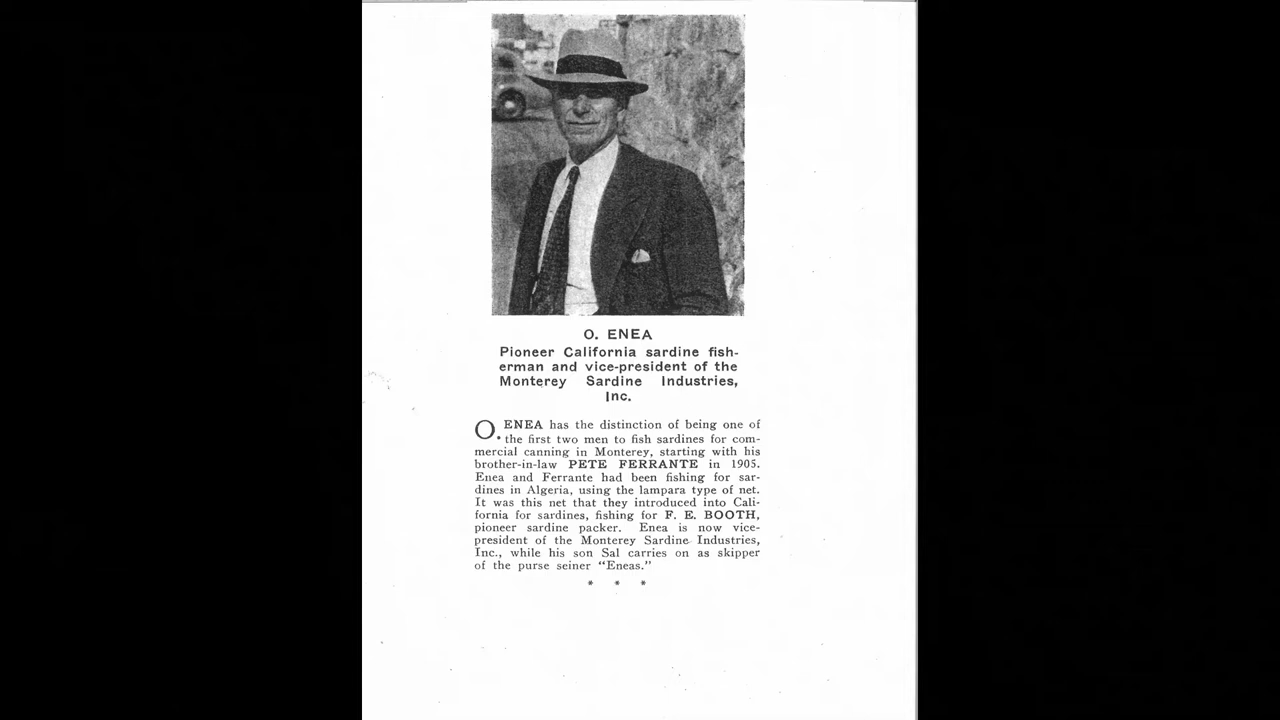 O. ENEA
Pioneer California sardine fish-
erman and vice-president of the
Monterey Sardine Industries,
Inc.
O. ENEA has the distinction of being one of
the first two men to fish sardines for com-
mercial canning in Monterey, starting with his
brother-in-law PETE FERRANTE in 1905.
Enea and Ferrante had been fishing for sar-
dines in Algeria, using the lampara type of net.
It was this net that they introduced into Cali-
fornia for sardines, fishing for F. E. BOOTH,
pioneer sardine packer. Enea is now vice-
president of the Monterey Sardine Industries,
Inc., while his son Sal carries on as skipper
of the purse seiner “Eneas.”
* * *